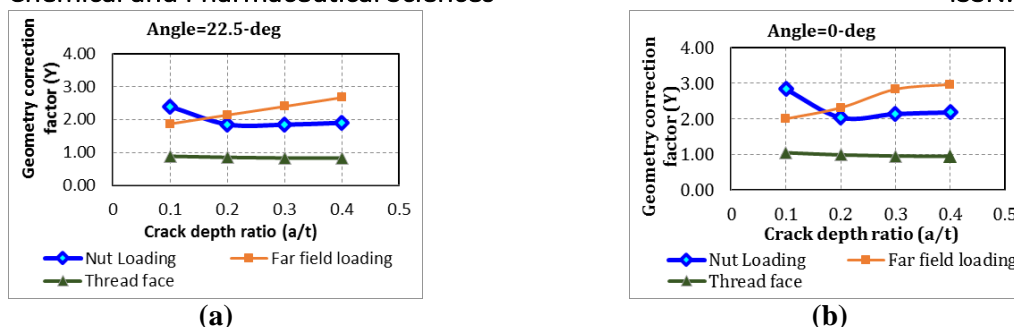 Chemical and Pharmaceutical Sciences
Angle=22.5-deg
Geometry correction
factor (Y)
4.00
3.00
2.00
1.00
0.00
0 0.1 0.2 0.3 0.4 0.5
Crack depth ratio (a/t)
Nut Loading
Far field loading
Thread face
(a)
Angle=0-deg
Geometry correction
factor (Y)
4.00
3.00
2.00
1.00
0.00
0 0.1 0.2 0.3 0.4 0.5
Crack depth ratio (a/t)
Nut Loading
Far field loading
Thread face
(b)